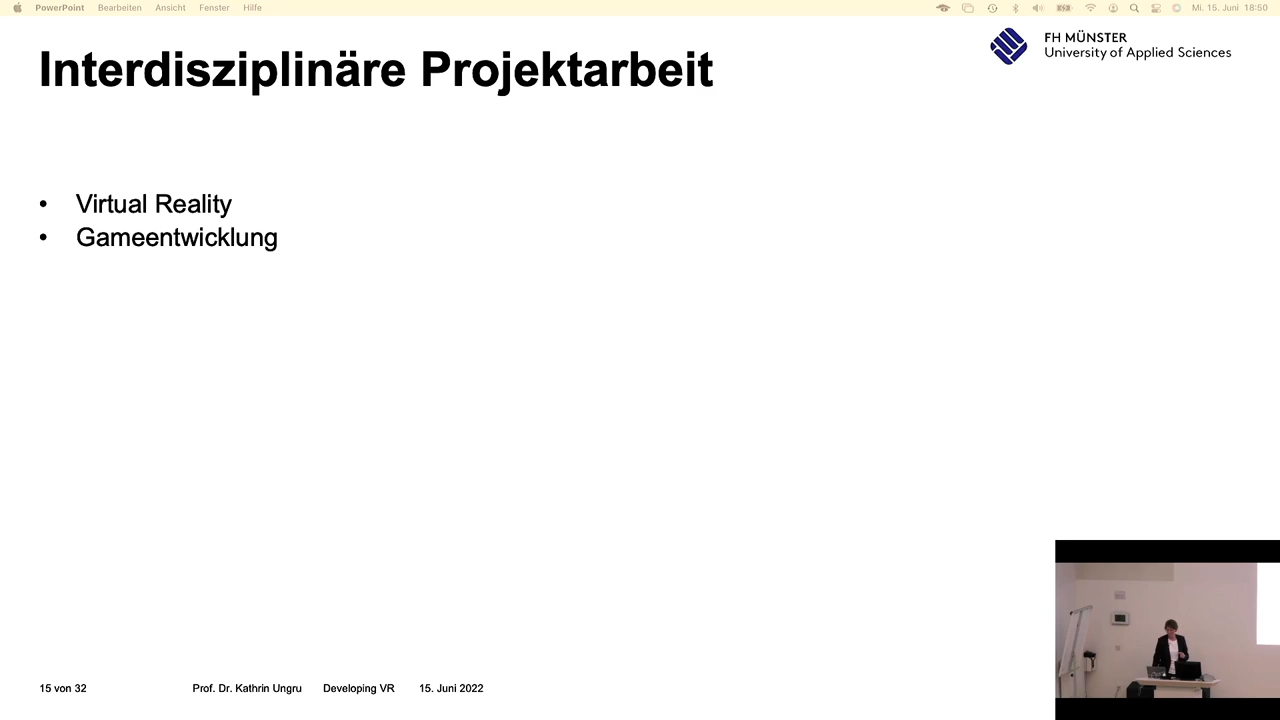 PowerPoint Bearbeiten Ansicht Fenster Hilfe Mi. 15. Juni 18:50
Interdisziplinäre Projektarbeit
FH MÜNSTER
University of Applied Sciences
• Virtual Reality
• Gameentwicklung
15 von 32 Prof. Dr. Kathrin Ungru Developing VR 15. Juni 2022